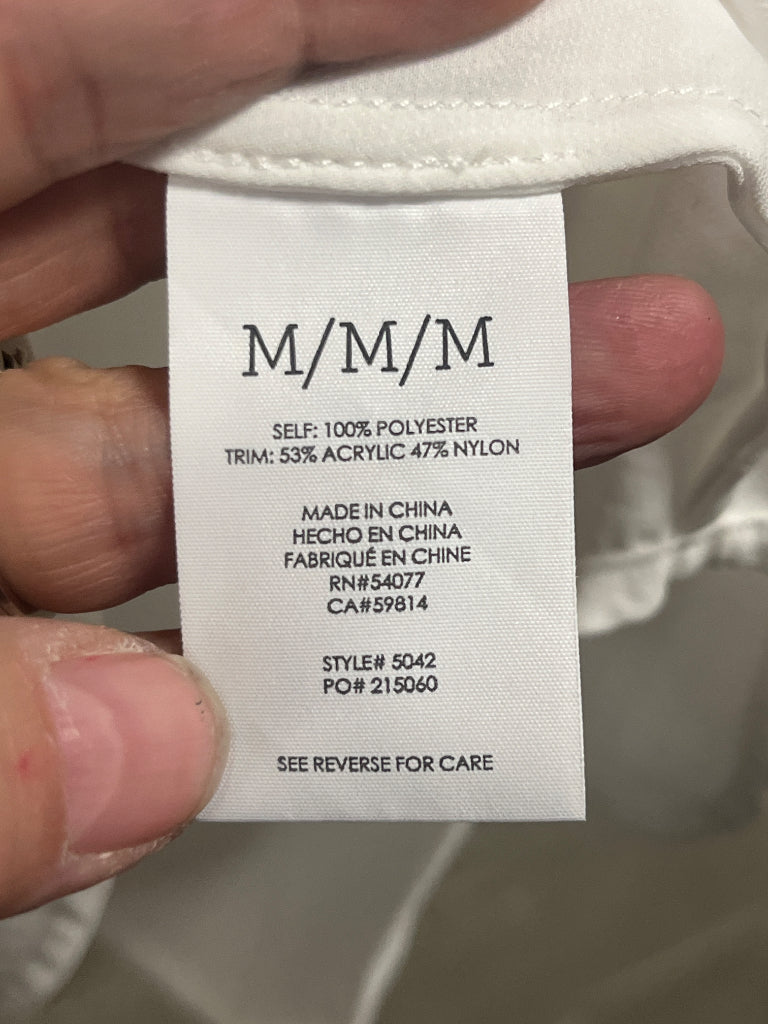 M/M/M
SELF: 100% POLYESTER
TRIM: 53% ACRYLIC 47% NYLON
MADE IN CHINA
HECHO EN CHINA
FABRIQUÉ EN CHINE
RN#54077
CA#59814
STYLE# 5042
PO# 215060
SEE REVERSE FOR CARE